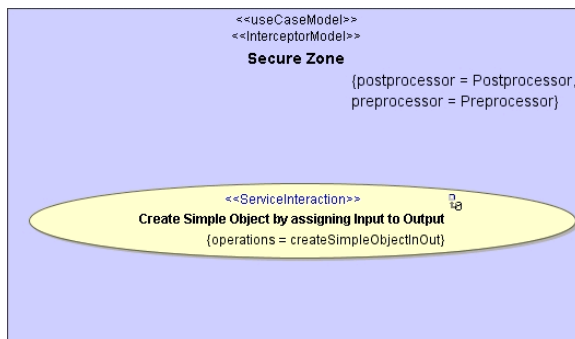 <<useCaseModel>>
<<InterceptorModel>>
Secure Zone
{postprocessor = Postprocessor,
preprocessor = Preprocessor}
<<ServiceInteraction>>
Create Simple Object by assigning Input to Output
{operations = createSimpleObjectInOut}